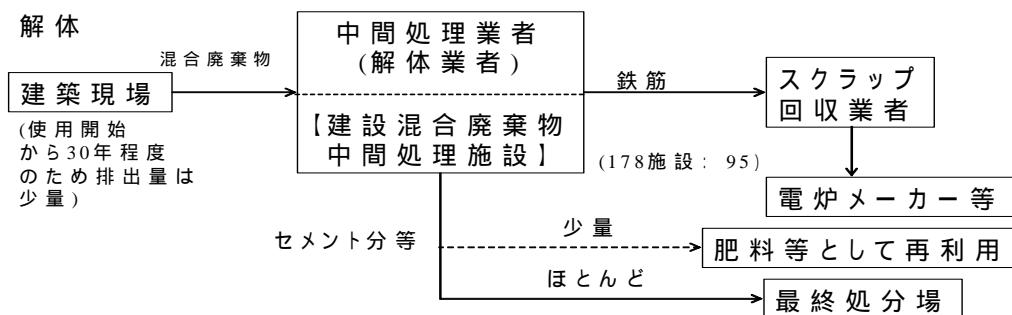 解体
混合廃棄物
建築現場
(使用開始
から30年程度
のため排出量は
少量)
中間処理業者
(解体業者)
【建設混合廃棄物
中間処理施設】
鉄筋
(178施設： 95)
スクラップ
回収業者
電炉メーカー等
セメント分等
少量
肥料等として再利用
ほとんど
最終処分場